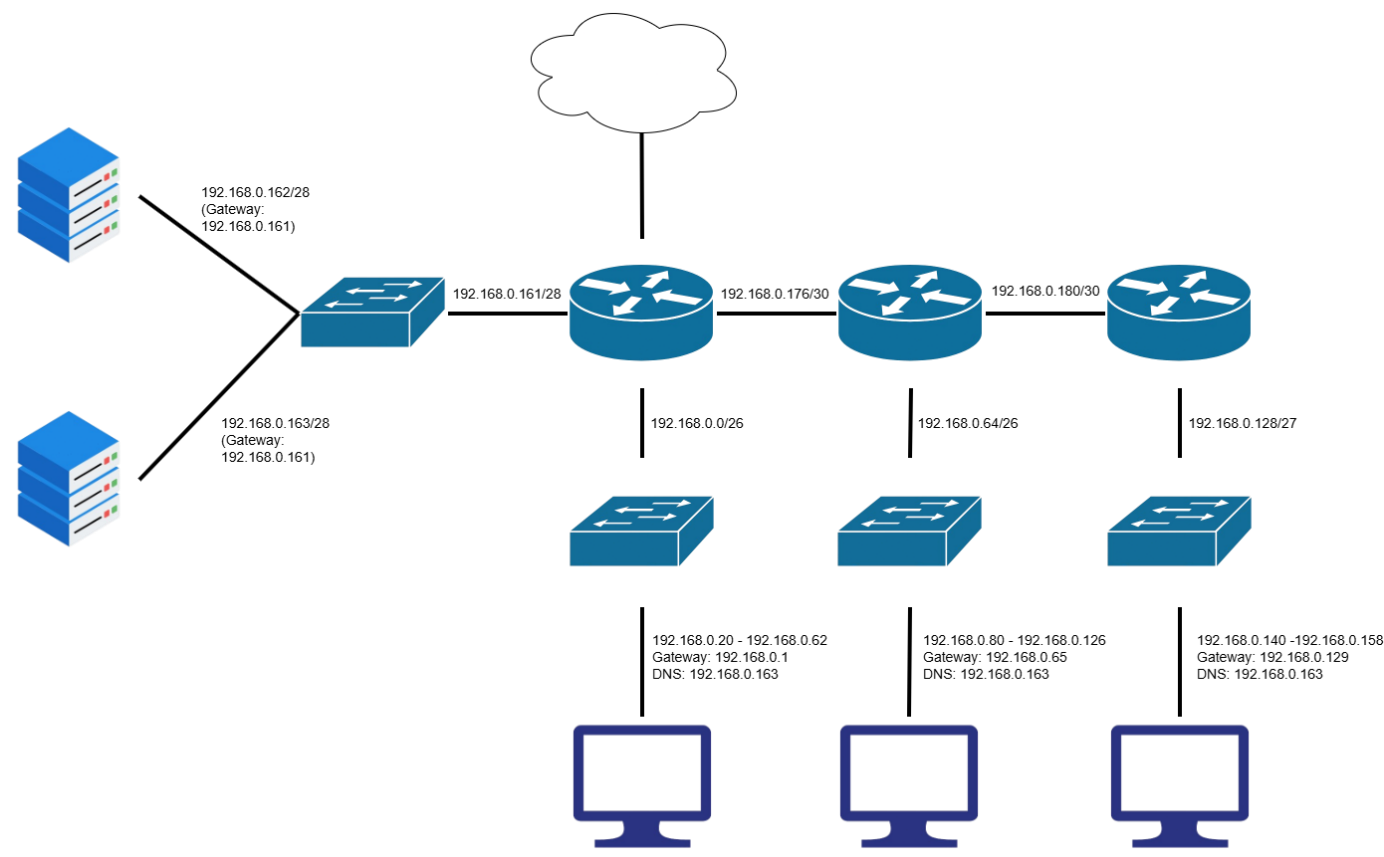 192.168.0.162/28
(Gateway:
192.168.0.161)
192.168.0.161/28
192.168.0.176/30
192.168.0.180/30
192.168.0.163/28
(Gateway:
192.168.0.161)
192.168.0.0/26
192.168.0.64/26
192.168.0.128/27
192.168.0.20 - 192.168.0.62
Gateway: 192.168.0.1
DNS: 192.168.0.163
192.168.0.80 - 192.168.0.126
Gateway: 192.168.0.65
DNS: 192.168.0.163
192.168.0.140 -192.168.0.158
Gateway: 192.168.0.129
DNS: 192.168.0.163